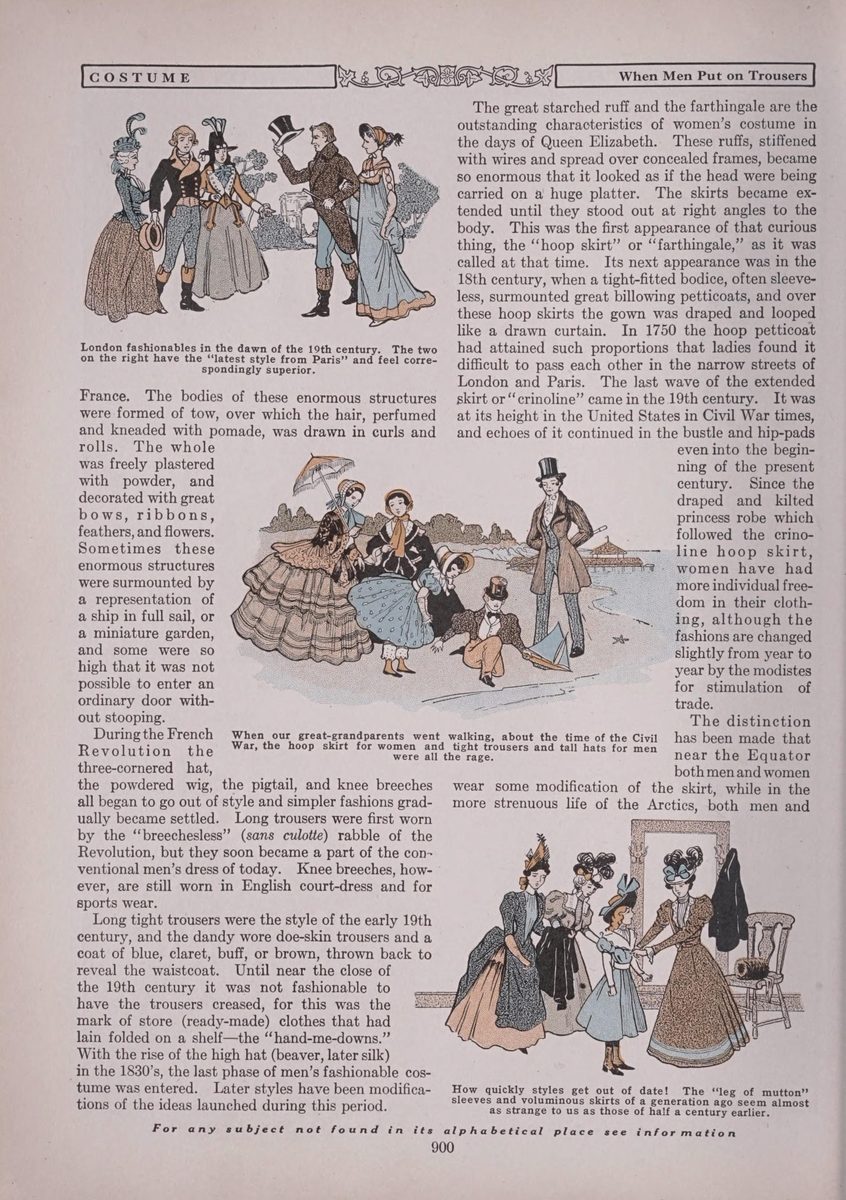 COSTUME
When Men Put on Trousers
London fashionables in the dawn of the 19th century. The two
on the right have the "latest style from Paris" and feel corre-
spondingly superior.
France. The bodies of these enormous structures
were formed of tow, over which the hair, perfumed
and kneaded with pomade, was drawn in curls and
rolls. The whole
was freely plastered
with powder, and
decorated with great
bows, ribbons,
feathers, and flowers.
Sometimes these
enormous structures
were surmounted by
a representation of
a ship in full sail, or
a miniature garden,
and some were so
high that it was not
possible to enter an
ordinary door with-
out stooping.
During the French
Revolution the
three-cornered hat,
the powdered wig, the pigtail, and knee breeches
all began to go out of style and simpler fashions grad-
ually became settled. Long trousers were first worn
by the "breechesless" (sans culotte) rabble of the
Revolution, but they soon became a part of the con-
ventional men's dress of today. Knee breeches, how-
ever, are still worn in English court-dress and for
sports wear.
Long tight trousers were the style of the early 19th
century, and the dandy wore doe-skin trousers and a
coat of blue, claret, buff, or brown, thrown back to
reveal the waistcoat. Until near the close of
the 19th century it was not fashionable to
have the trousers creased, for this was the
mark of store (ready-made) clothes that had
lain folded on a shelf—the "hand-me-downs."
With the rise of the high hat (beaver, later silk)
in the 1830's, the last phase of men's fashionable cos-
tume was entered. Later styles have been modifica-
tions of the ideas launched during this period.
The great starched ruff and the farthingale are the
outstanding characteristics of women's costume in
the days of Queen Elizabeth. These ruffs, stiffened
with wires and spread over concealed frames, became
so enormous that it looked as if the head were being
carried on a huge platter. The skirts became ex-
tended until they stood out at right angles to the
body. This was the first appearance of that curious
thing, the "hoop skirt" or "farthingale," as it was
called at that time. Its next appearance was in the
18th century, when a tight-fitted bodice, often sleeve-
less, surmounted great billowing petticoats, and over
these hoop skirts the gown was draped and looped
like a drawn curtain. In 1750 the hoop petticoat
had attained such proportions that ladies found it
difficult to pass each other in the narrow streets of
London and Paris. The last wave of the extended
skirt or "crinoline" came in the 19th century. It was
at its height in the United States in Civil War times,
and echoes of it continued in the bustle and hip-pads
even into the begin-
ning of the present
century. Since the
draped and kilted
princess robe which
followed the crino-
line hoop skirt,
women have had
more individual free-
dom in their cloth-
ing, although the
fashions are changed
slightly from year to
year by the modistes
for stimulation of
trade.
The distinction
has been made that
near the Equator
both men and women
wear some modification of the skirt, while in the
more strenuous life of the Arctics, both men and
When our great-grandparents went walking, about the time of the Civil
War, the hoop skirt for women and tight trousers and tall hats for men
were all the rage.
How quickly styles get out of date! The "leg of mutton"
sleeves and voluminous skirts of a generation ago seem almost
as strange to us as those of half a century earlier.
For any subject not found in its alphabetical place see information
900